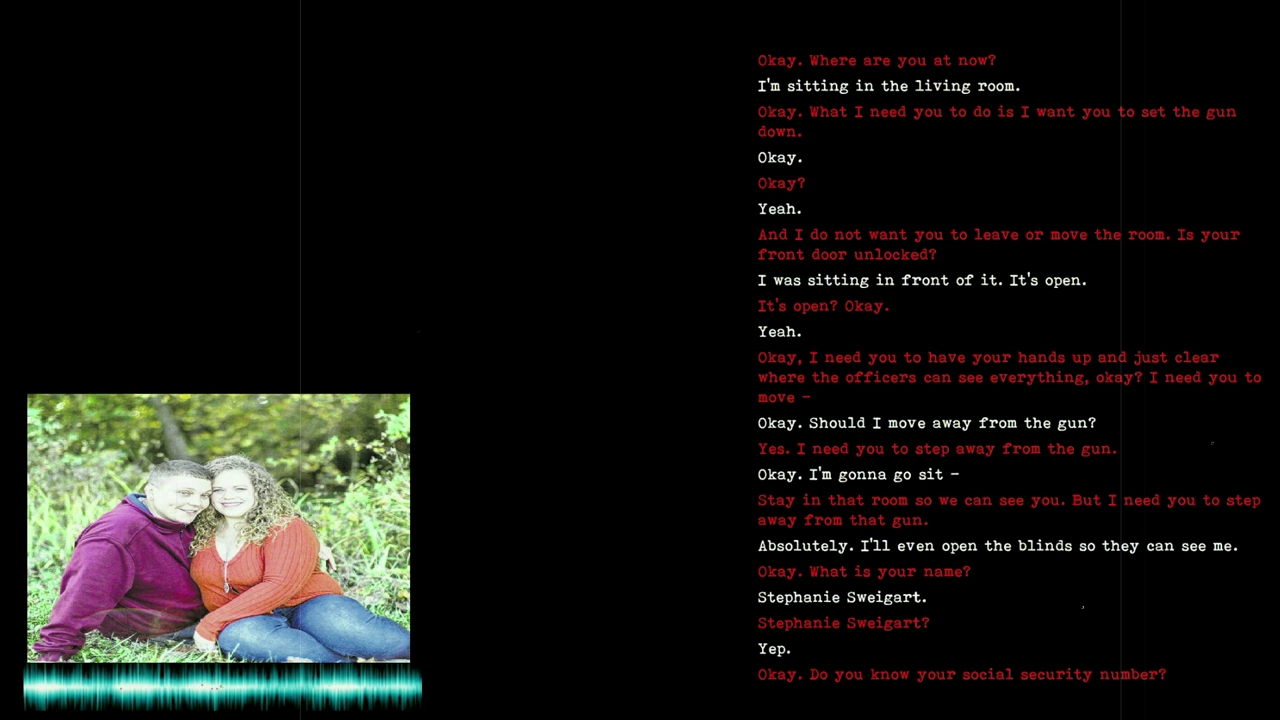 Okay. Where are you at now?
I'm sitting in the living room.
Okay. What I need you to do is I want you to set the gun
down.
Okay.
Okay?
Yeah.
And I do not want you to leave or move the room. Is your
front door unlocked?
I was sitting in front of it. It's open.
It's open? Okay.
Yeah.
Okay, I need you to have your hands up and just clear
where the officers can see everything, okay? I need you to
move –
Okay. Should I move away from the gun?
Yes. I need you to step away from the gun.
Okay. I'm gonna go sit –
Stay in that room so we can see you. But I need you to step
away from that gun.
Absolutely. I'll even open the blinds so they can see me.
Okay. What is your name?
Stephanie Sweigart.
Stephanie Sweigart?
Yep.
Okay. Do you know your social security number?